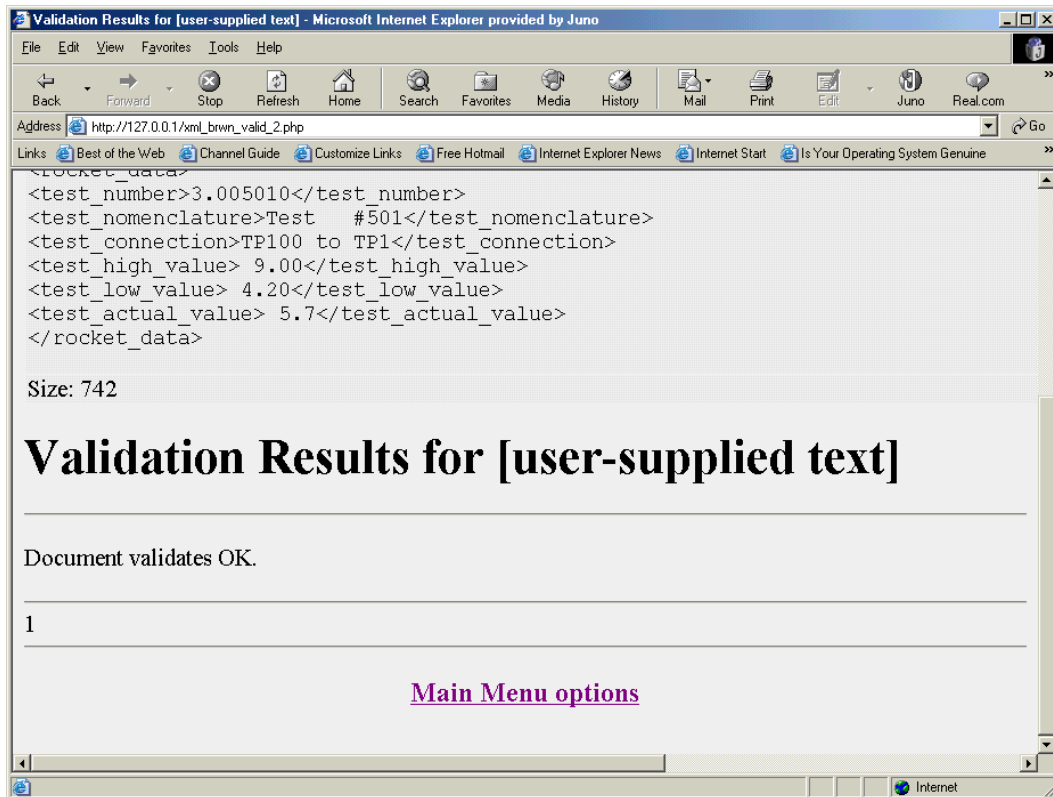 Validation Results for [user-supplied text] - Microsoft Internet Explorer provided by Juno
File Edit View Favorites Tools Help
Back Forward Stop Refresh Home Search Favorites Media History Mail Print Edit Juno Real.com
Address http://127.0.0.1/xml_brwn_valid_2.php Go
Links Best of the Web Channel Guide Customize Links Free Hotmail Internet Explorer News Internet Start Is Your Operating System Genuine
<rocket_data>
<test_number>3.005010</test_number>
<test_nomenclature>Test   #501</test_nomenclature>
<test_connection>TP100 to TP1</test_connection>
<test_high_value> 9.00</test_high_value>
<test_low_value> 4.20</test_low_value>
<test_actual_value> 5.7</test_actual_value>
</rocket_data>
Size: 742
Validation Results for [user-supplied text]
Document validates OK.
1
Main Menu options
Internet